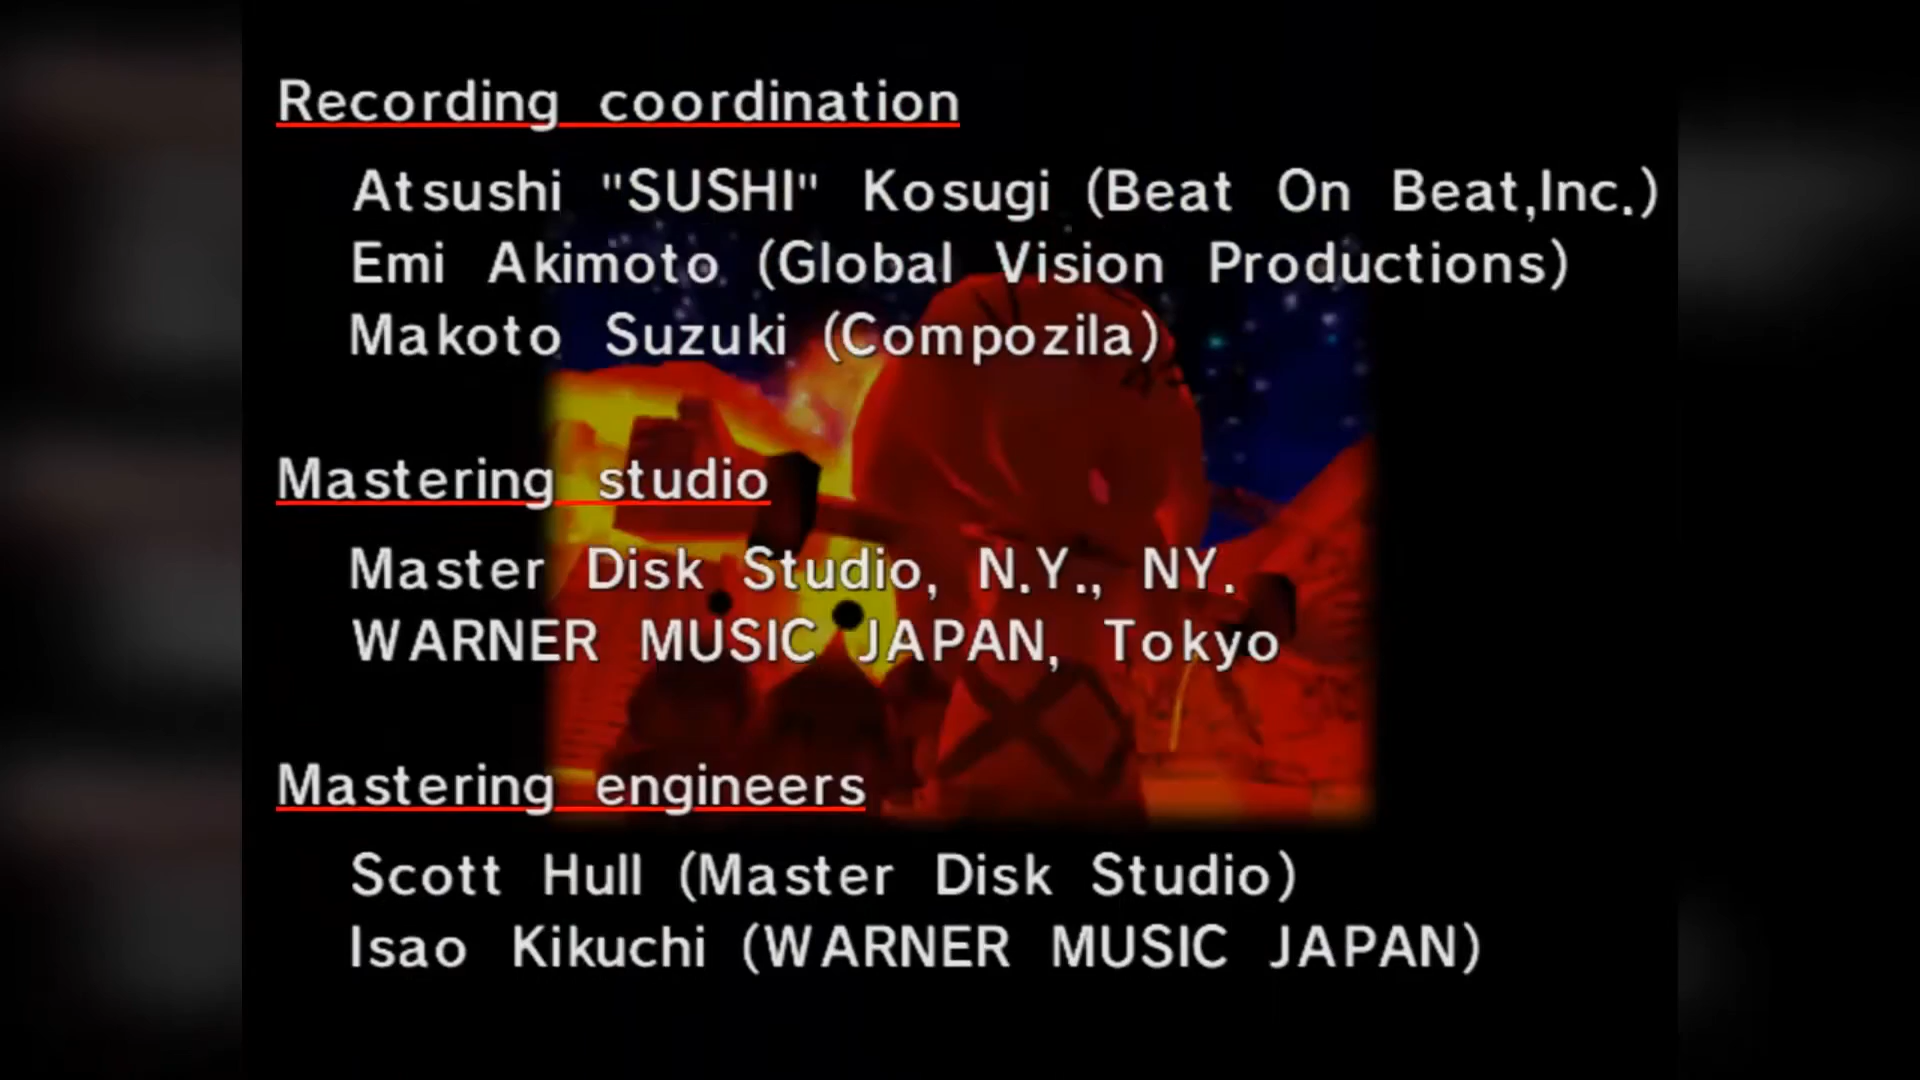 Recording coordination
Atsushi "SUSHI" Kosugi (Beat On Beat,Inc.)
Emi Akimoto (Global Vision Productions)
Makoto Suzuki (Compozila)
Mastering studio
Master Disk Studio, N.Y., NY.
WARNER MUSIC JAPAN, Tokyo
Mastering engineers
Scott Hull (Master Disk Studio)
Isao Kikuchi (WARNER MUSIC JAPAN)